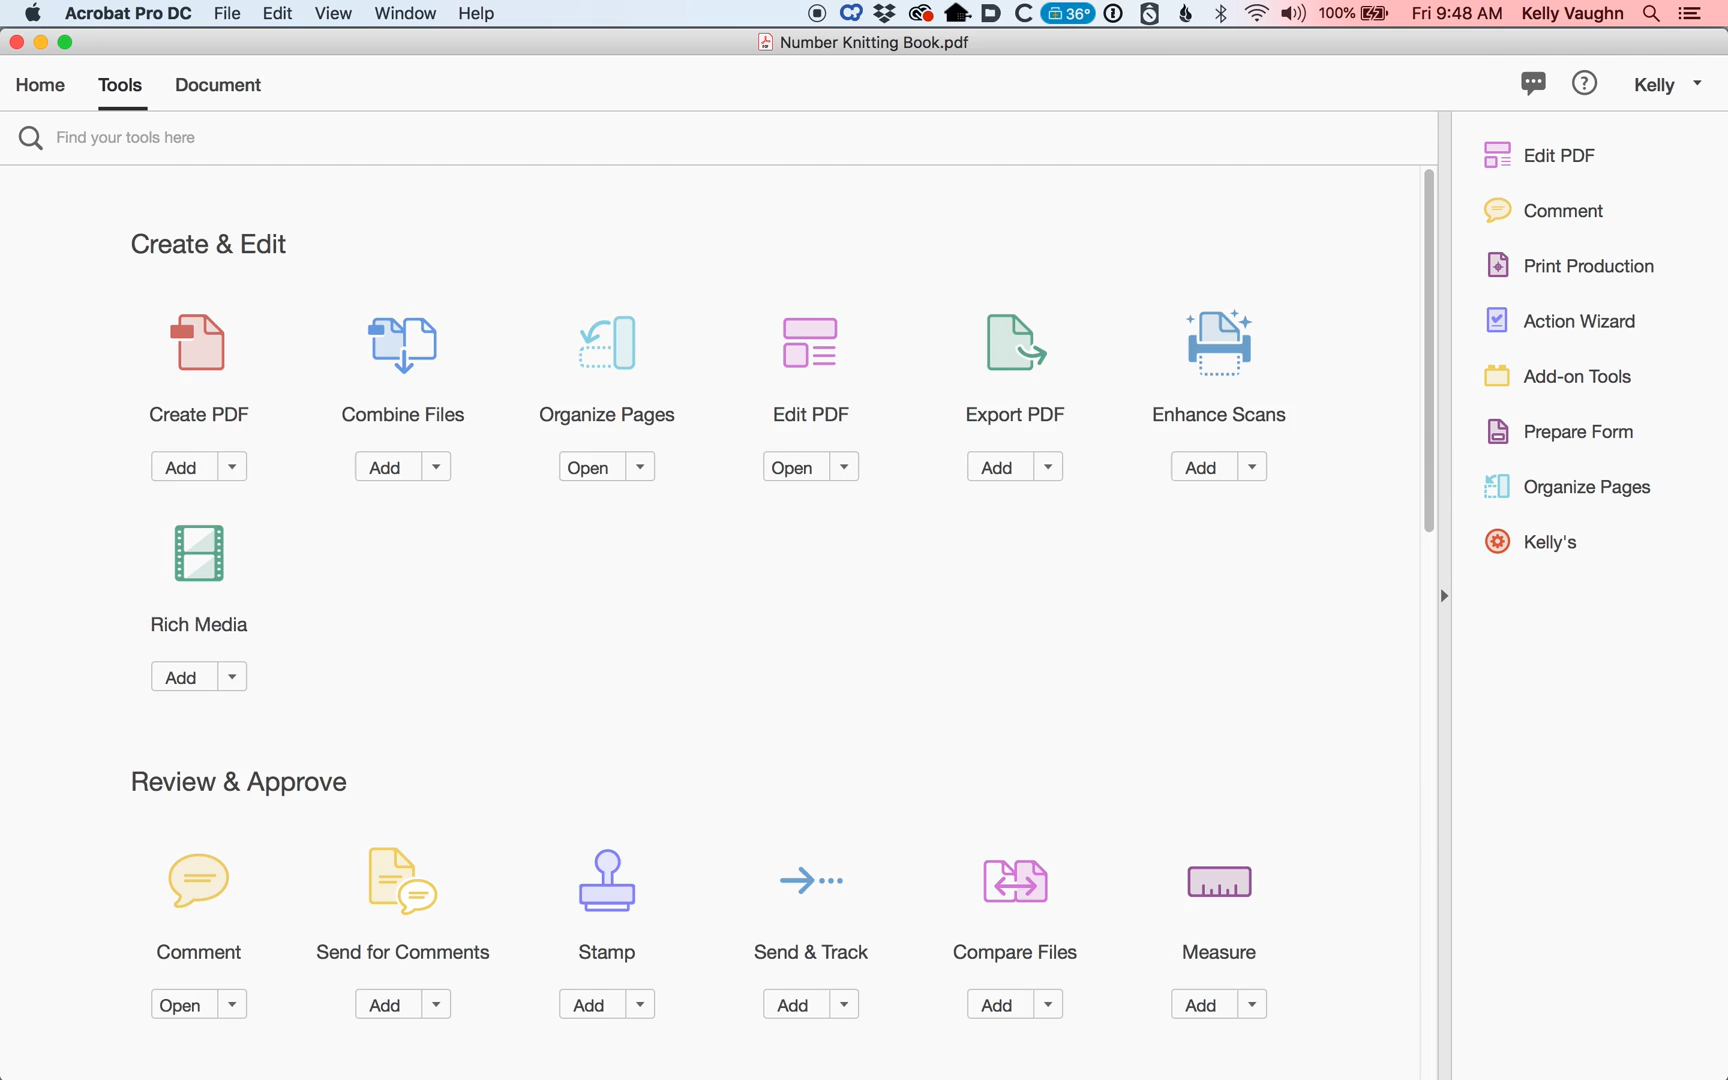 Acrobat Pro DC File Edit View Window Help 36° 100% Fri 9:48 AM Kelly Vaughn
Number Knitting Book.pdf
Home Tools Document Kelly
Find your tools here
Create & Edit
Create PDF Combine Files Organize Pages Edit PDF Export PDF Enhance Scans
Add Add Open Open Add Add
Rich Media
Add
Review & Approve
Comment Send for Comments Stamp Send & Track Compare Files Measure
Open Add Add Add Add Add
Edit PDF
Comment
Print Production
Action Wizard
Add-on Tools
Prepare Form
Organize Pages
Kelly's